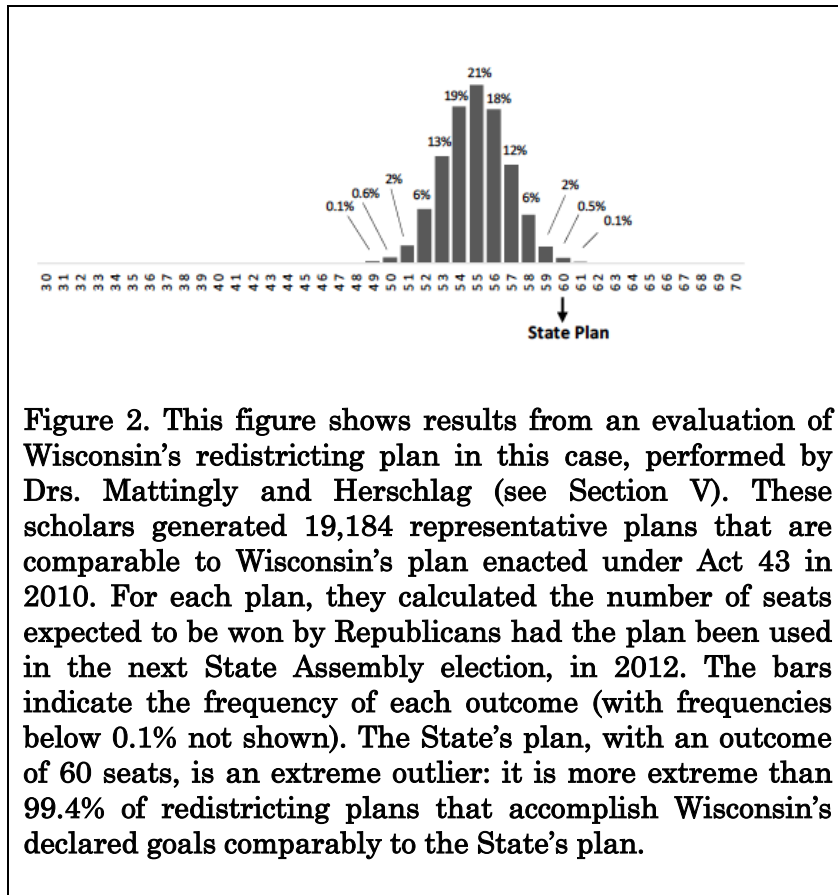 21%
19%
18%
13%
12%
6%
6%
2%
2%
0.6%
0.5%
0.1%
0.1%
30 31 32 33 34 35 36 37 38 39 40 41 42 43 44 45 46 47 48 49 50 51 52 53 54 55 56 57 58 59 60 61 62 63 64 65 66 67 68 69 70
State Plan
Figure 2. This figure shows results from an evaluation of
Wisconsin’s redistricting plan in this case, performed by
Drs. Mattingly and Herschlag (see Section V). These
scholars generated 19,184 representative plans that are
comparable to Wisconsin’s plan enacted under Act 43 in
2010. For each plan, they calculated the number of seats
expected to be won by Republicans had the plan been used
in the next State Assembly election, in 2012. The bars
indicate the frequency of each outcome (with frequencies
below 0.1% not shown). The State’s plan, with an outcome
of 60 seats, is an extreme outlier: it is more extreme than
99.4% of redistricting plans that accomplish Wisconsin’s
declared goals comparably to the State’s plan.